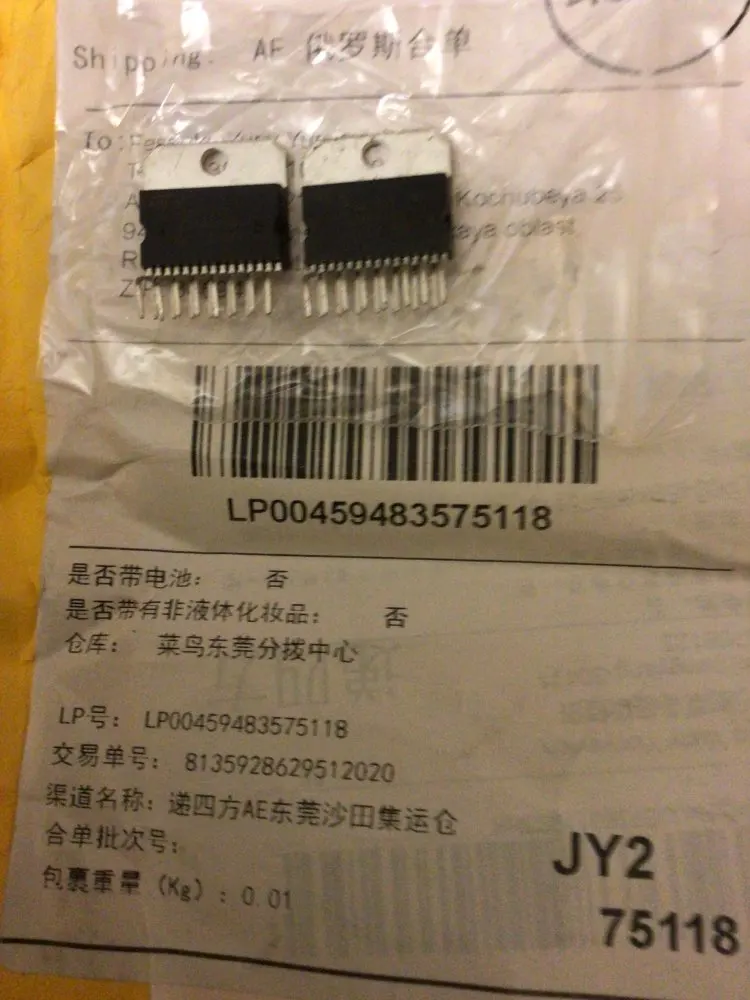 Shipping: AE 俄罗斯合单
To:
Kochubeya 23
94 kaya oblast
R
LP00459483575118
是否带电池: 否
是否带有非液体化妆品: 否
仓库: 菜鸟东莞分拨中心
LP号: LP00459483575118
交易单号: 8135928629512020
渠道名称: 递四方AE东莞沙田集运仓
合单批次号:
包裹重量 (Kg) : 0.01
JY2
75118